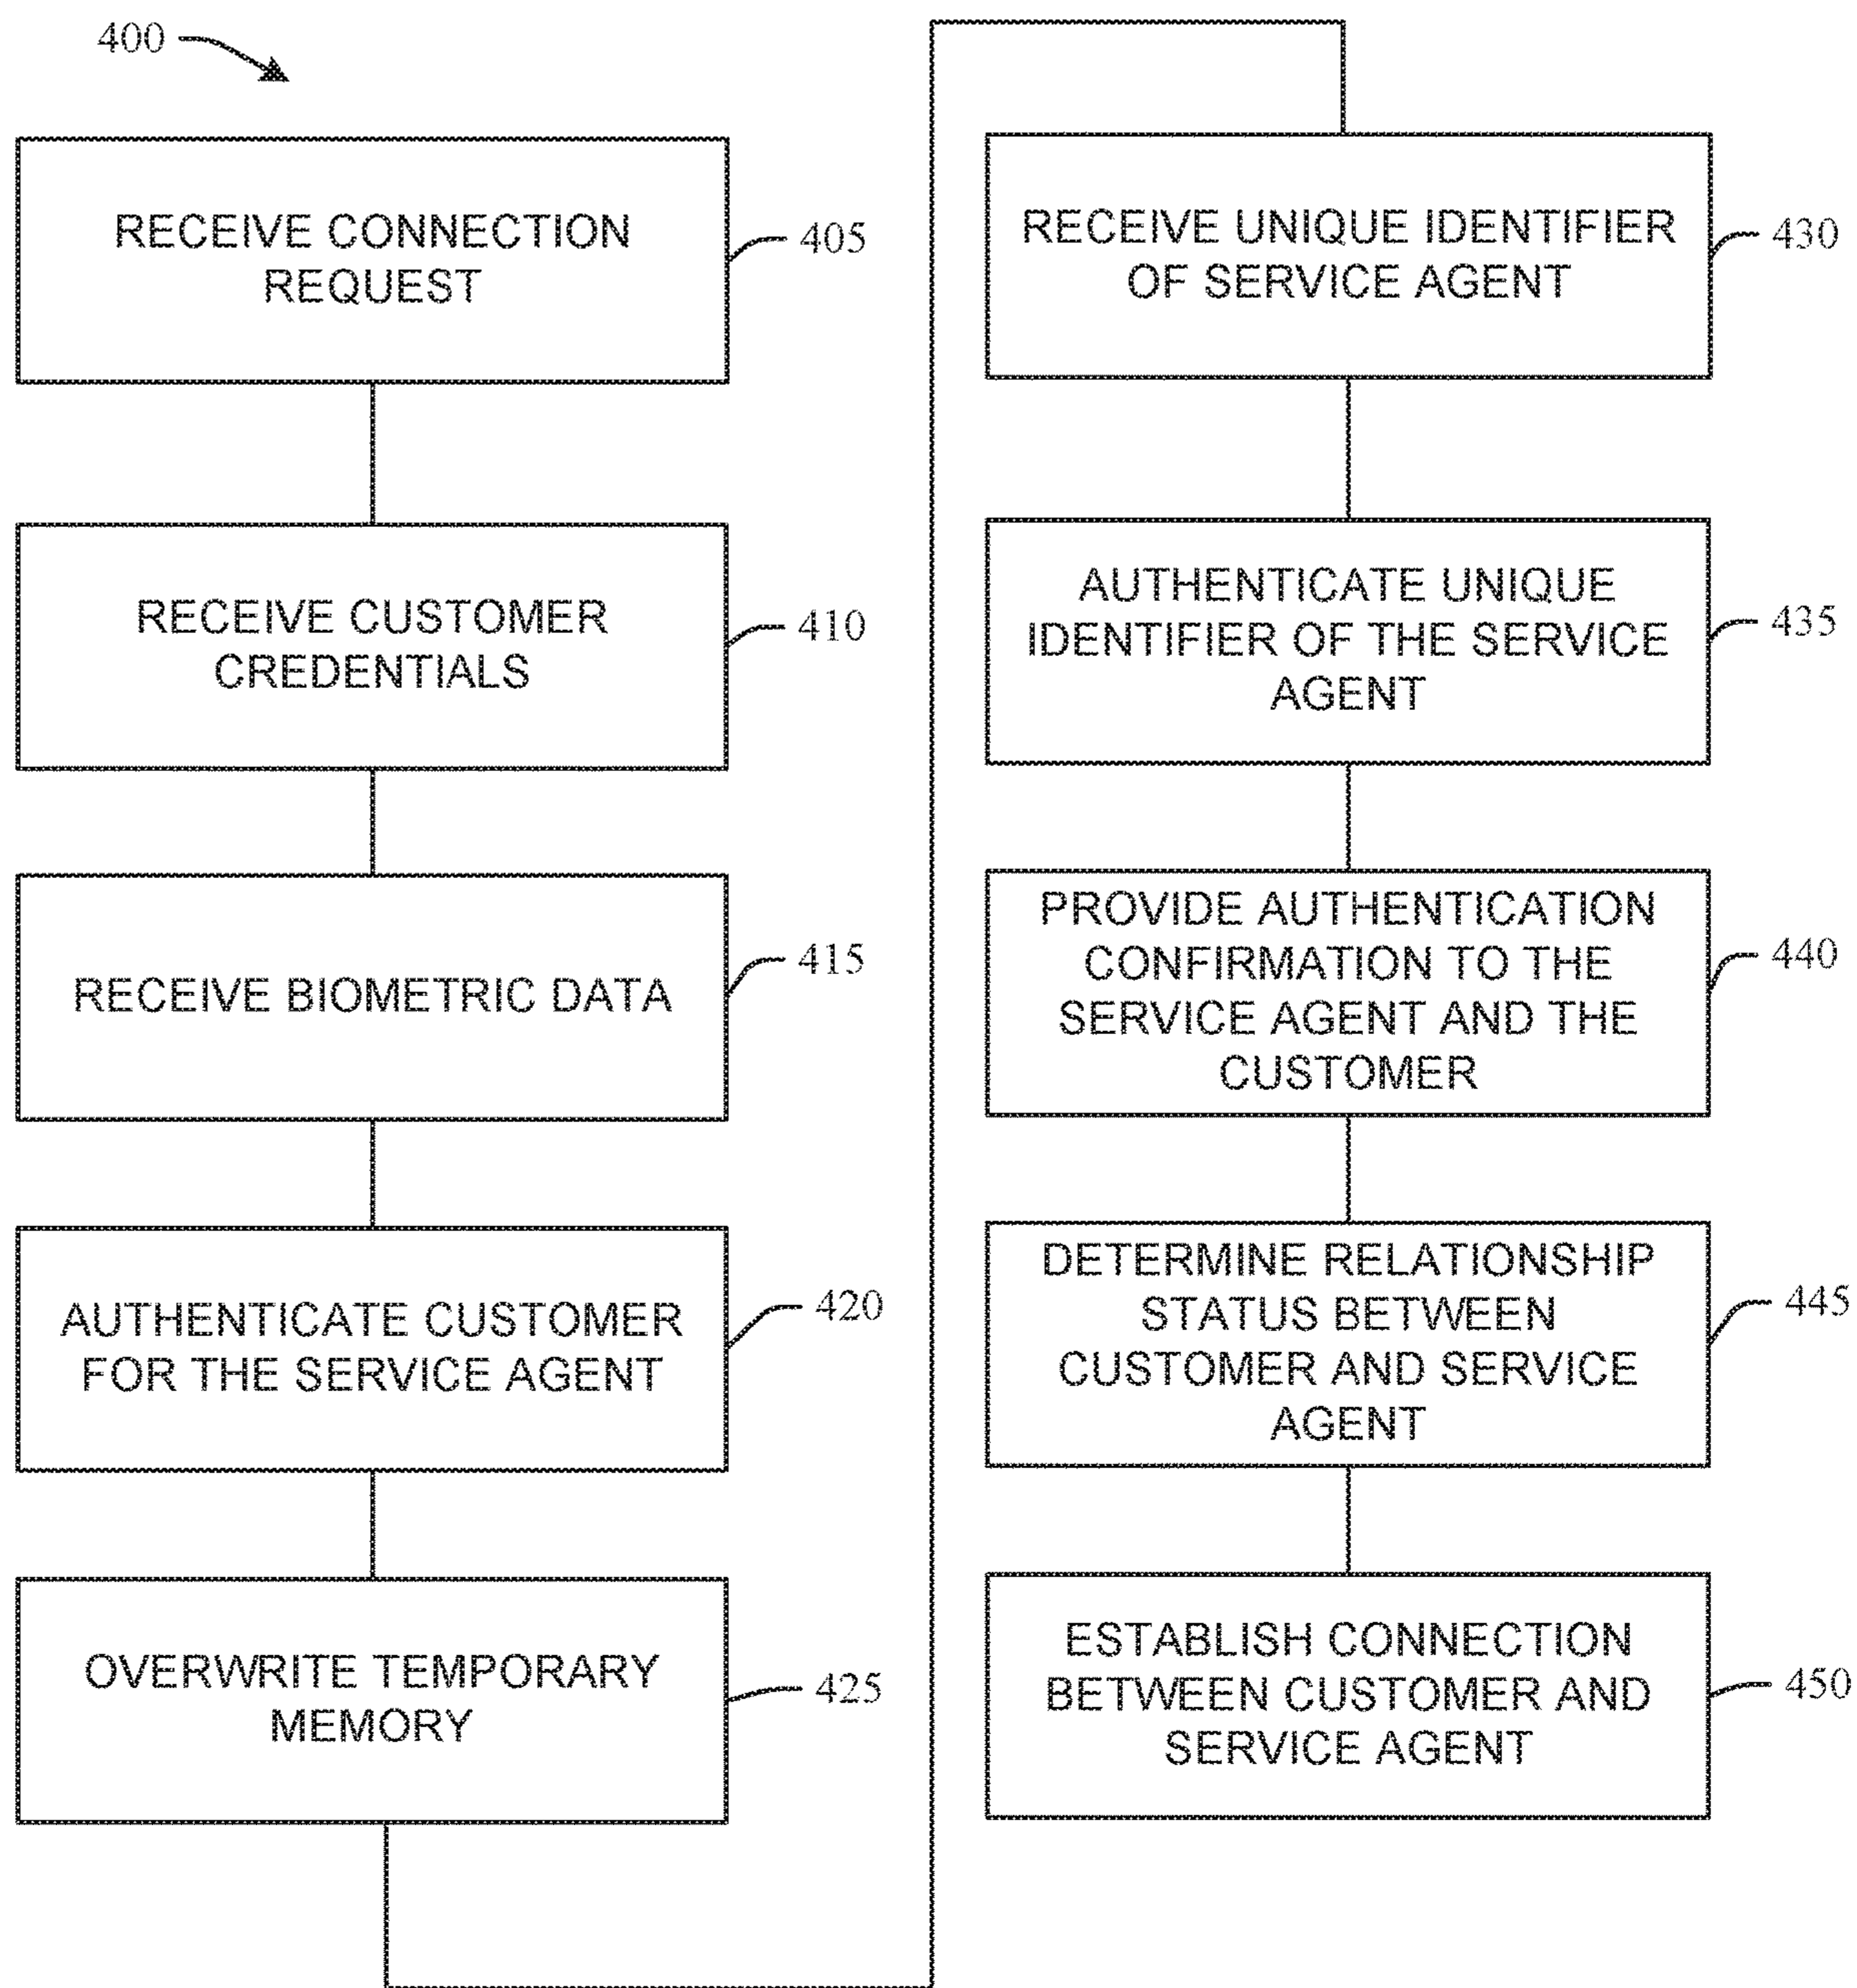 400
RECEIVE CONNECTION
REQUEST
405
RECEIVE CUSTOMER
CREDENTIALS
410
RECEIVE BIOMETRIC DATA
415
AUTHENTICATE CUSTOMER
FOR THE SERVICE AGENT
420
OVERWRITE TEMPORARY
MEMORY
425
RECEIVE UNIQUE IDENTIFIER
OF SERVICE AGENT
430
AUTHENTICATE UNIQUE
IDENTIFIER OF THE SERVICE
AGENT
435
PROVIDE AUTHENTICATION
CONFIRMATION TO THE
SERVICE AGENT AND THE
CUSTOMER
440
DETERMINE RELATIONSHIP
STATUS BETWEEN
CUSTOMER AND SERVICE
AGENT
445
ESTABLISH CONNECTION
BETWEEN CUSTOMER AND
SERVICE AGENT
450